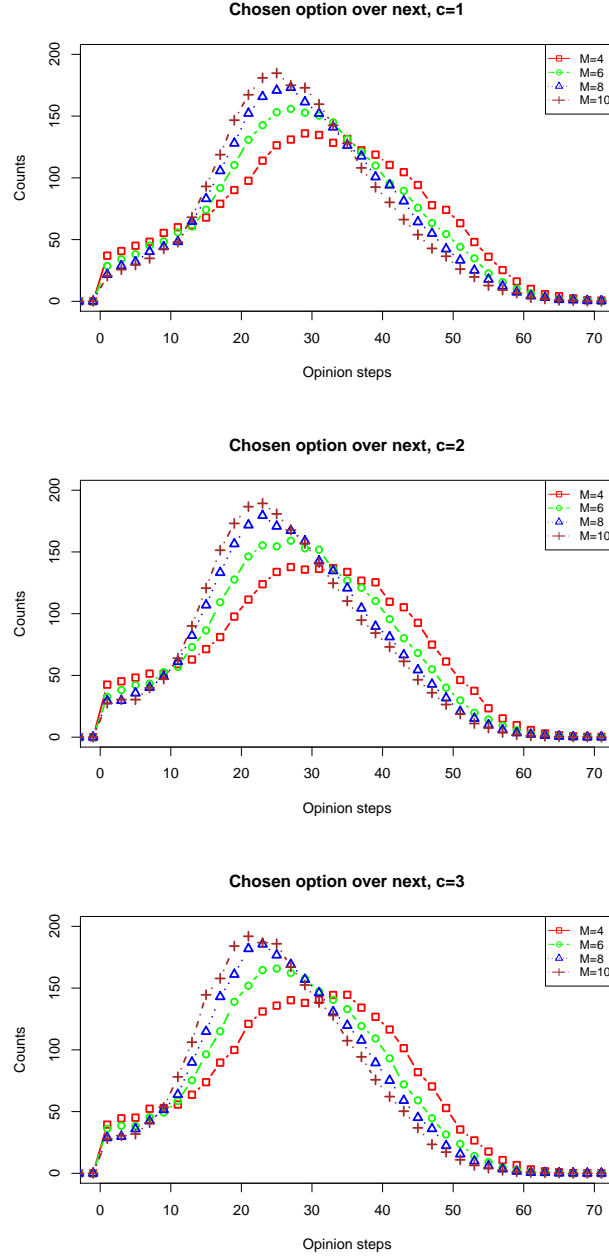 Chosen option over next, c=1
M=4
M=6
M=8
M=10
200
150
100
50
0
Counts
0 10 20 30 40 50 60 70
Opinion steps
Chosen option over next, c=2
M=4
M=6
M=8
M=10
200
150
100
50
0
Counts
0 10 20 30 40 50 60 70
Opinion steps
Chosen option over next, c=3
M=4
M=6
M=8
M=10
200
150
100
50
0
Counts
0 10 20 30 40 50 60 70
Opinion steps